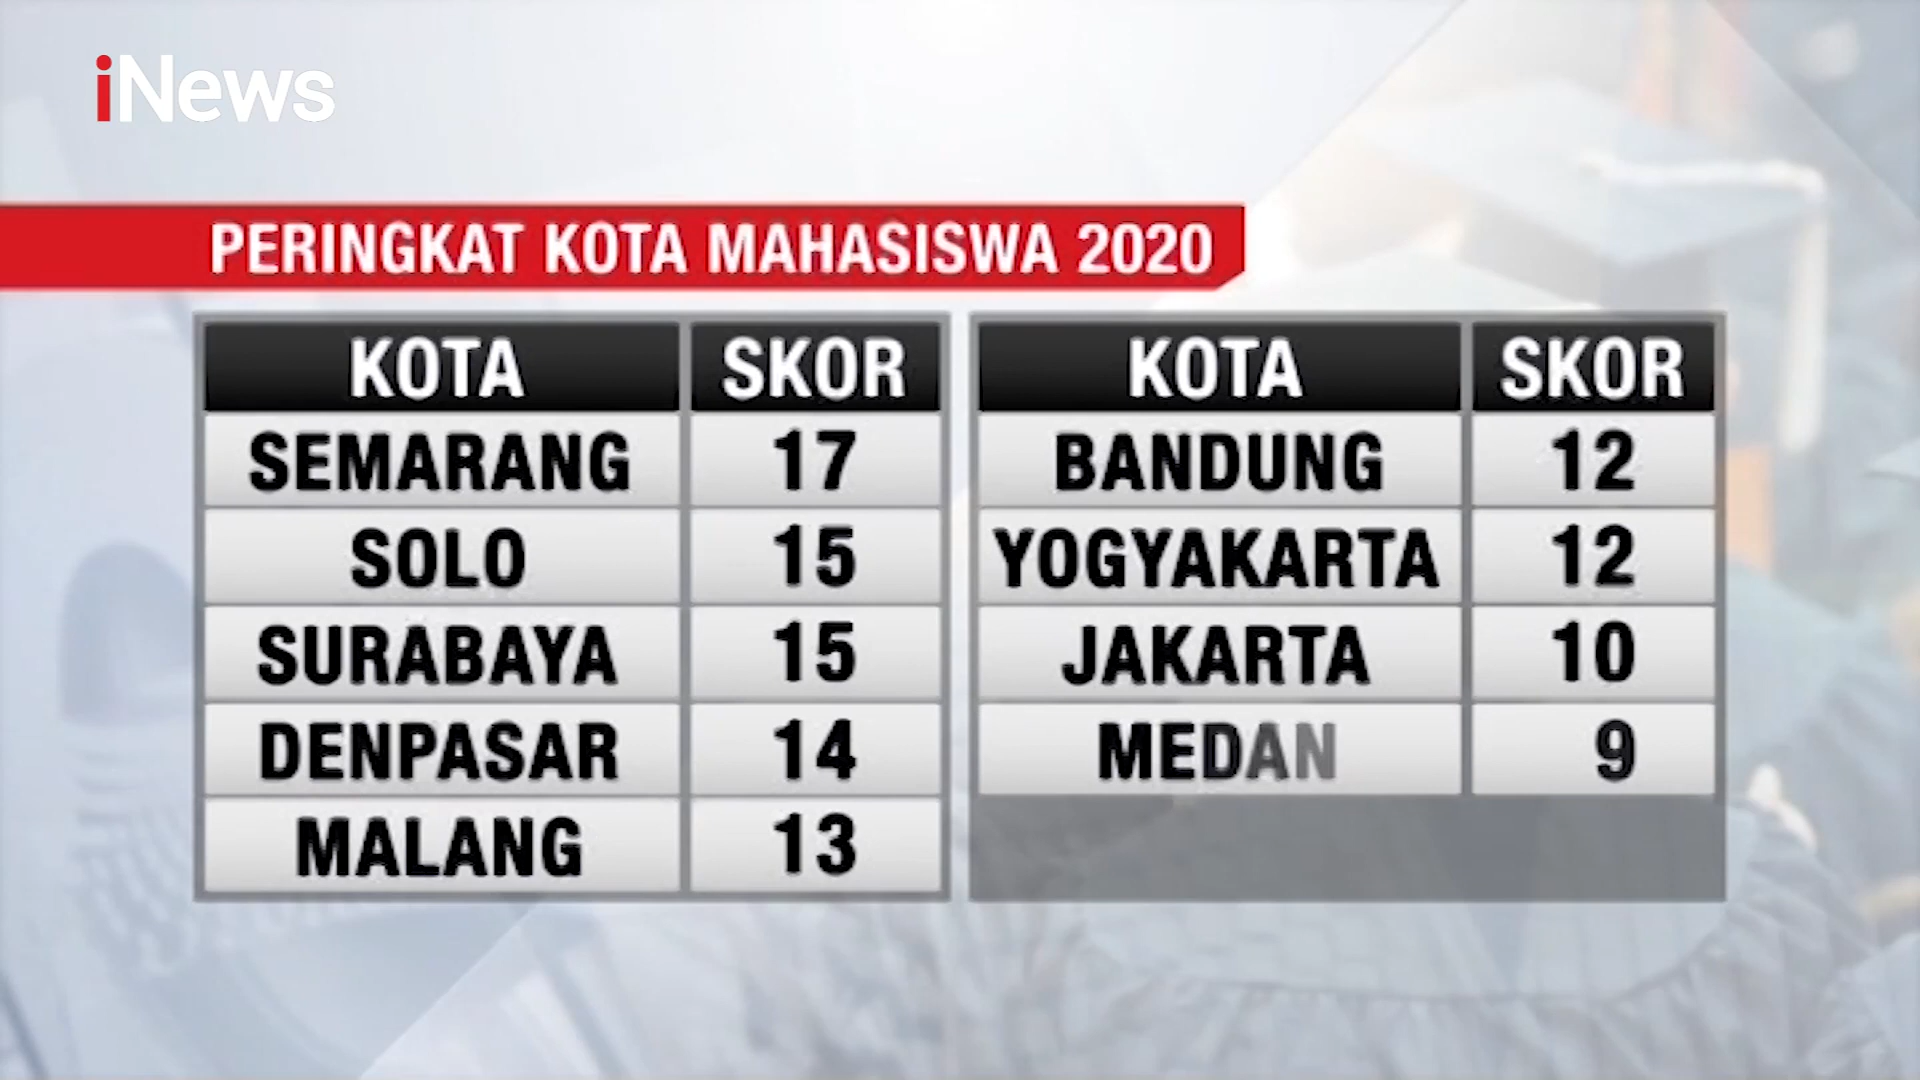 iNews
PERINGKAT KOTA MAHASISWA 2020
KOTA SKOR
SEMARANG 17
SOLO 15
SURABAYA 15
DENPASAR 14
MALANG 13
KOTA SKOR
BANDUNG 12
YOGYAKARTA 12
JAKARTA 10
MEDAN 9